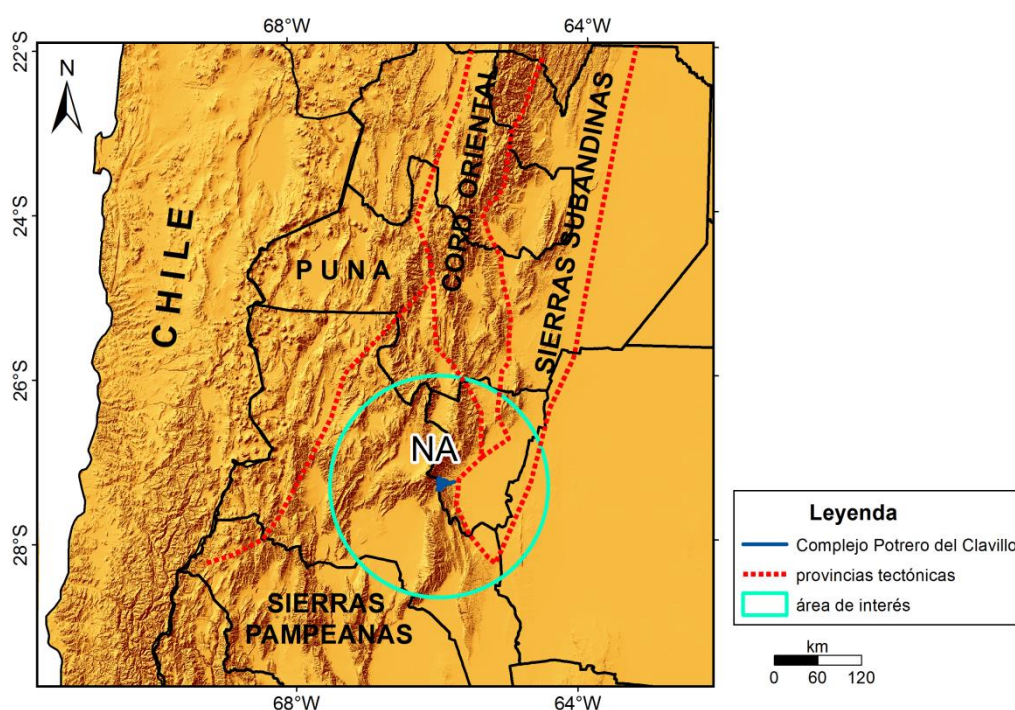 68°W
64°W
22°S
24°S
26°S
28°S
N
CHILE
PUNA
CORD. ORIENTAL
SIERRAS SUBANDINAS
NA
SIERRAS
PAMPEANAS
68°W
64°W
Leyenda
Complejo Potrero del Clavillo
provincias tectónicas
área de interés
km
0 60 120